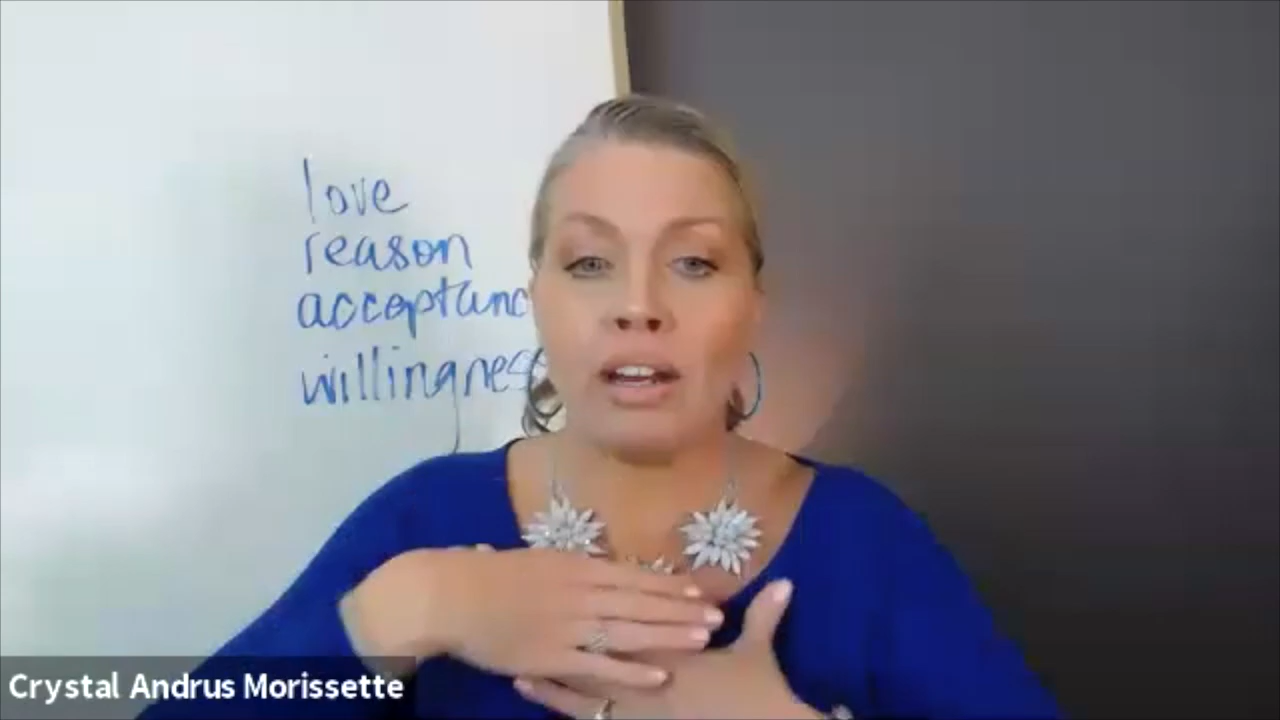 love
reason
acceptanc
willingnes
Crystal Andrus Morissette